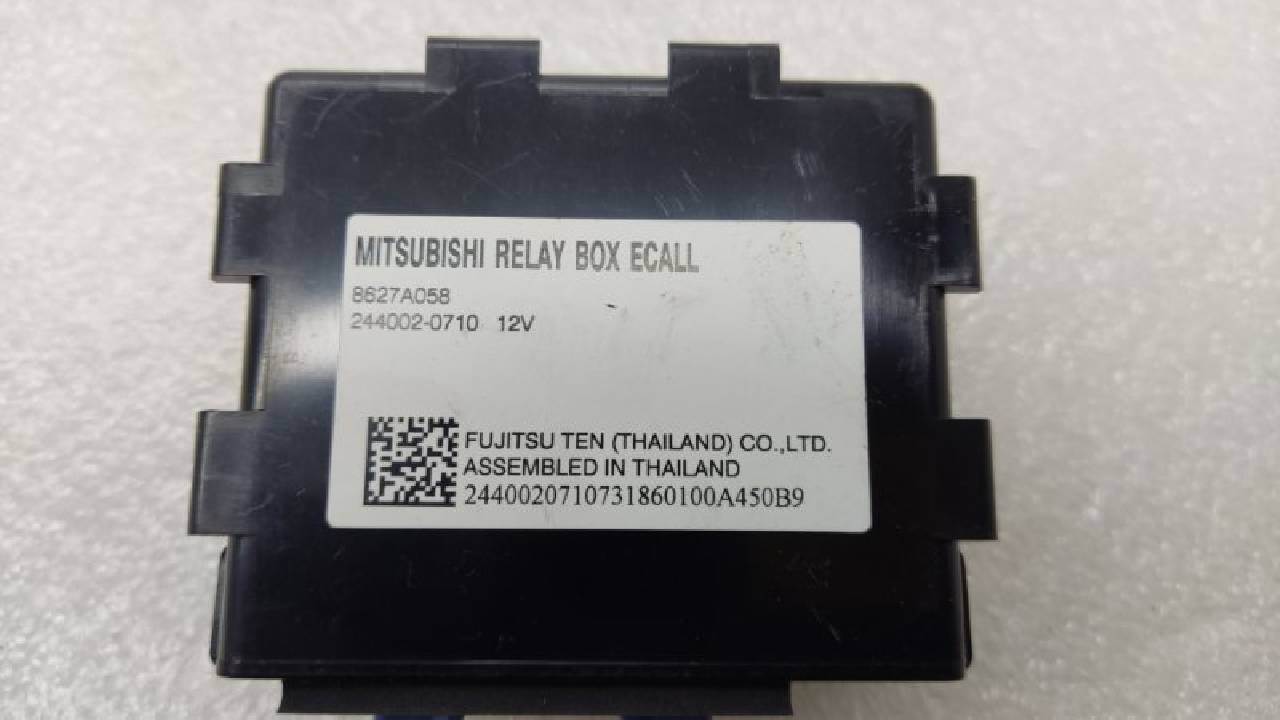 MITSUBISHI RELAY BOX ECALL
8627A058
244002-0710 12V
FUJITSU TEN (THAILAND) CO.,LTD.
ASSEMBLED IN THAILAND
2440020710731860100A450B9